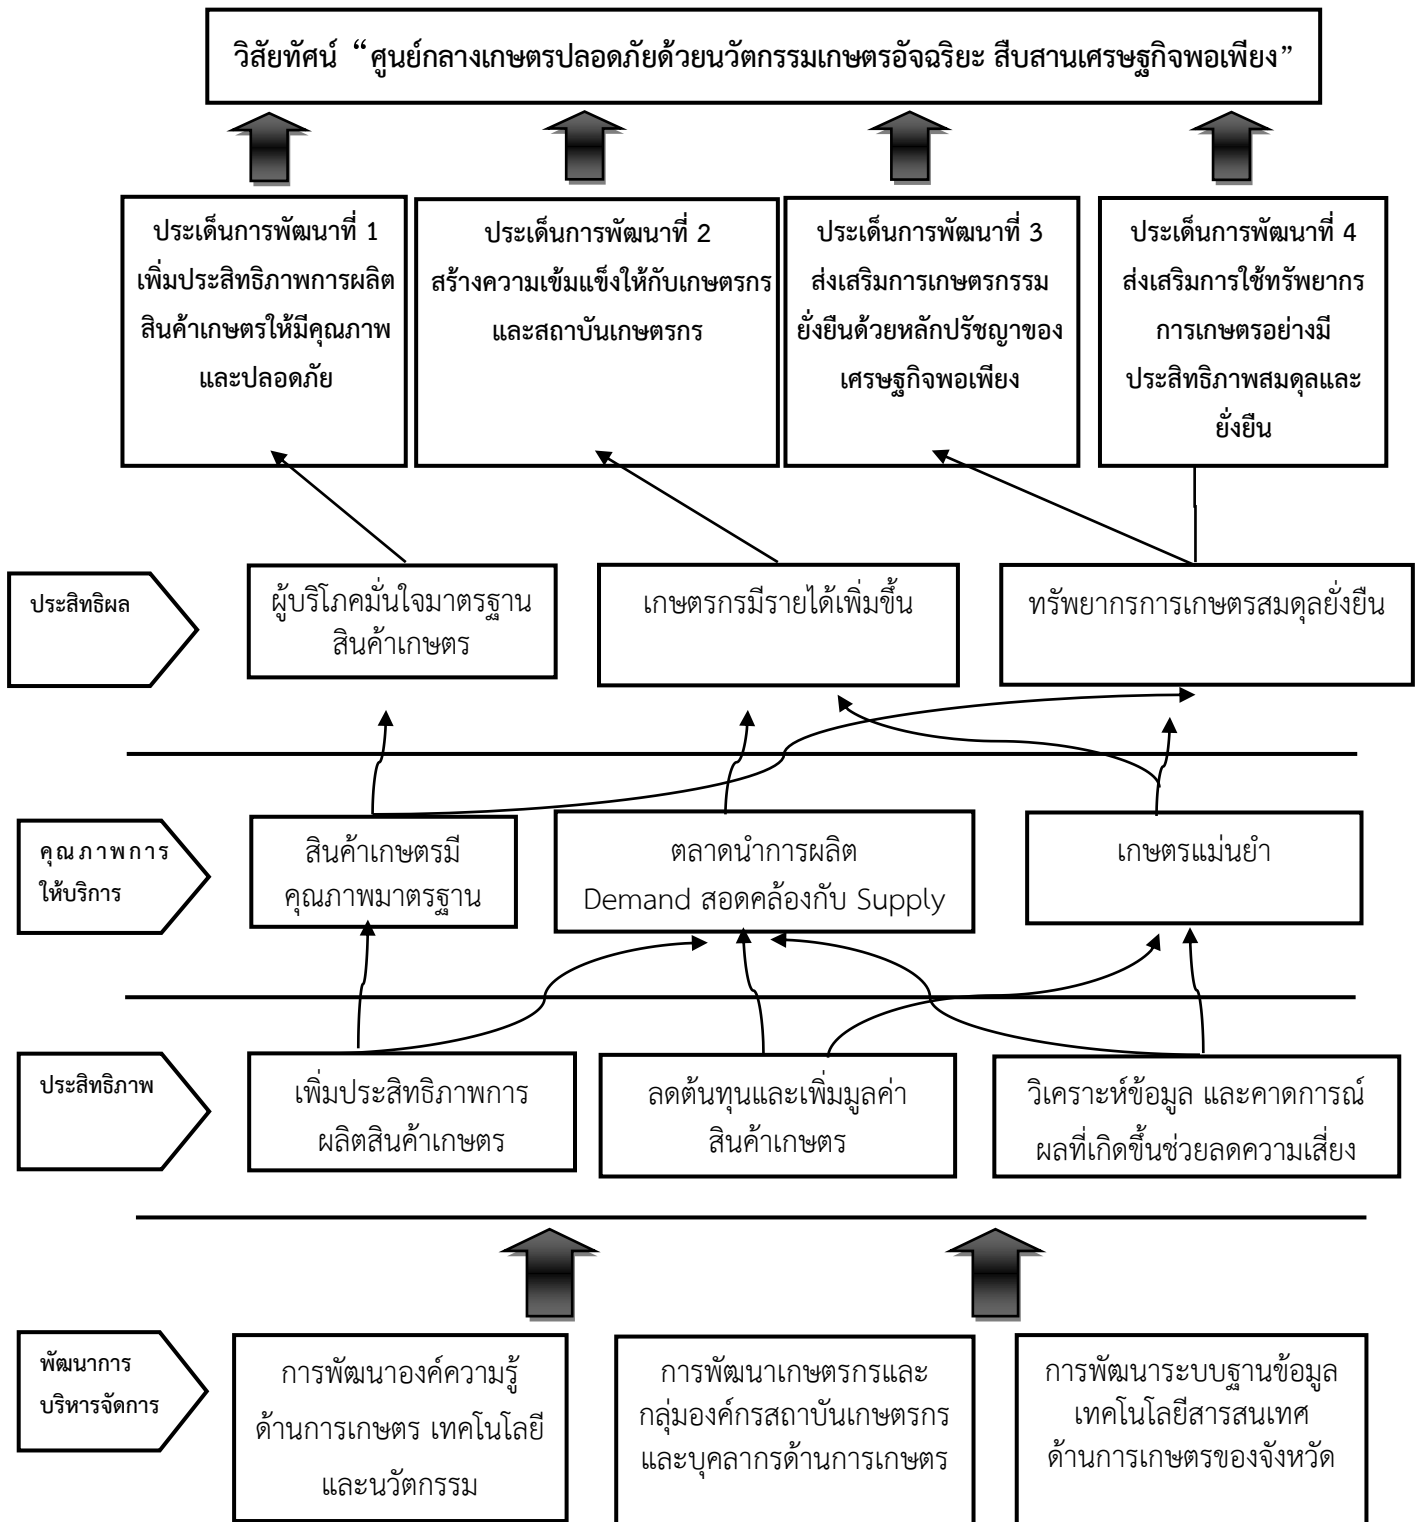 วิสัยทัศน์ “ศูนย์กลางเกษตรปลอดภัยด้วยนวัตกรรมเกษตรอัจฉริยะ สืบสานเศรษฐกิจพอเพียง”
ประเด็นการพัฒนาที่ 1
เพิ่มประสิทธิภาพการผลิต
สินค้าเกษตรให้มีคุณภาพ
และปลอดภัย
ประเด็นการพัฒนาที่ 2
สร้างความเข้มแข็งให้กับเกษตรกร
และสถาบันเกษตรกร
ประเด็นการพัฒนาที่ 3
ส่งเสริมการเกษตรกรรม
ยั่งยืนด้วยหลักปรัชญาของ
เศรษฐกิจพอเพียง
ประเด็นการพัฒนาที่ 4
ส่งเสริมการใช้ทรัพยากร
การเกษตรอย่างมี
ประสิทธิภาพสมดุลและ
ยั่งยืน
ประสิทธิผล
ผู้บริโภคมั่นใจมาตรฐาน
สินค้าเกษตร
เกษตรกรมีรายได้เพิ่มขึ้น
ทรัพยากรการเกษตรสมดุลยั่งยืน
คุณภาพการ
ให้บริการ
สินค้าเกษตรมี
คุณภาพมาตรฐาน
ตลาดนำการผลิต
Demand สอดคล้องกับ Supply
เกษตรแม่นยำ
ประสิทธิภาพ
เพิ่มประสิทธิภาพการ
ผลิตสินค้าเกษตร
ลดต้นทุนและเพิ่มมูลค่า
สินค้าเกษตร
วิเคราะห์ข้อมูล และคาดการณ์
ผลที่เกิดขึ้นช่วยลดความเสี่ยง
พัฒนาการ
บริหารจัดการ
การพัฒนาองค์ความรู้
ด้านการเกษตร เทคโนโลยี
และนวัตกรรม
การพัฒนาเกษตรกรและ
กลุ่มองค์กรสถาบันเกษตรกร
และบุคลากรด้านการเกษตร
การพัฒนาระบบฐานข้อมูล
เทคโนโลยีสารสนเทศ
ด้านการเกษตรของจังหวัด